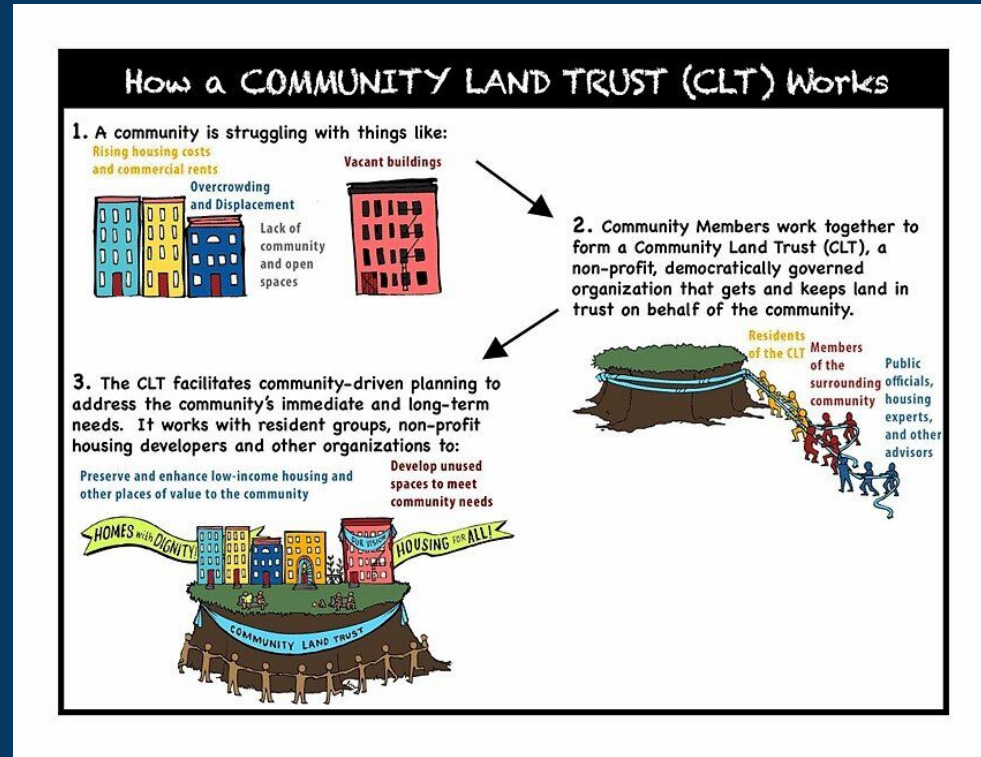 How a COMMUNITY LAND TRUST (CLT) Works
1. A community is struggling with things like:
Rising housing costs
and commercial rents
Overcrowding
and Displacement
Lack of
community
and open
spaces
Vacant buildings
2. Community Members work together to
form a Community Land Trust (CLT), a
non-profit, democratically governed
organization that gets and keeps land in
trust on behalf of the community.
Residents
of the CLT
Members
of the
surrounding
community
Public
officials,
housing
experts,
and other
advisors
3. The CLT facilitates community-driven planning to
address the community's immediate and long-term
needs. It works with resident groups, non-profit
housing developers and other organizations to:
Preserve and enhance low-income housing and
other places of value to the community
Develop unused
spaces to meet
community needs
HOMES with DIGNITY!
OUR VISION
HOUSING FOR ALL!
COMMUNITY LAND TRUST